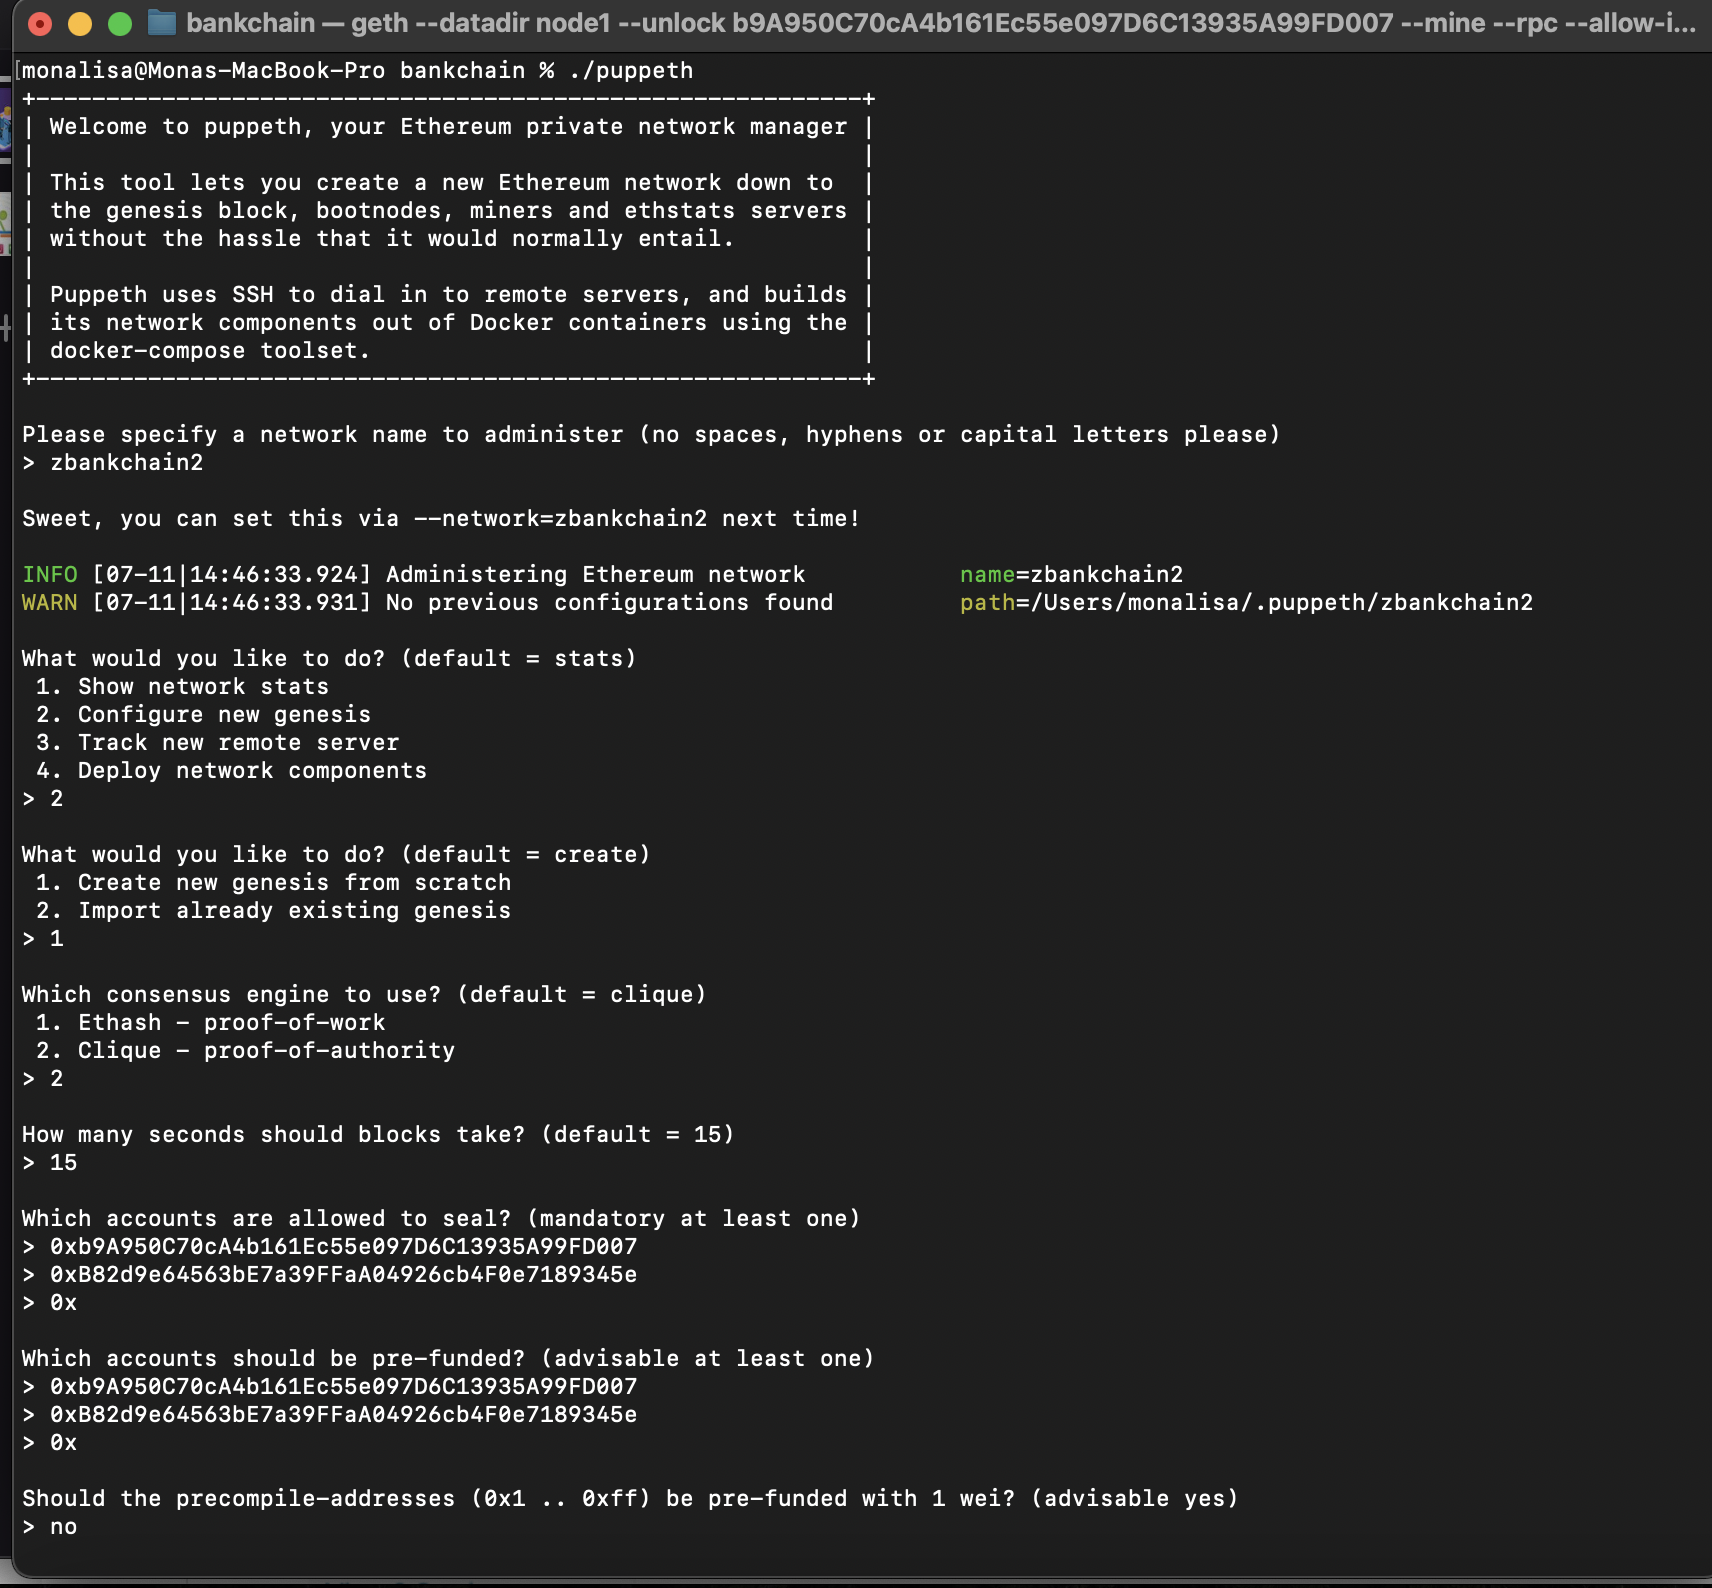 bankchain — geth --datadir node1 --unlock b9A950C70cA4b161Ec55e097D6C13935A99FD007 --mine --rpc --allow-i...
[monalisa@Monas-MacBook-Pro bankchain % ./puppeth
+-----------------------------------------------------------+
| Welcome to puppeth, your Ethereum private network manager |
|                                                           |
| This tool lets you create a new Ethereum network down to  |
| the genesis block, bootnodes, miners and ethstats servers |
| without the hassle that it would normally entail.         |
|                                                           |
| Puppeth uses SSH to dial in to remote servers, and builds |
| its network components out of Docker containers using the |
| docker-compose toolset.                                   |
+-----------------------------------------------------------+
Please specify a network name to administer (no spaces, hyphens or capital letters please)
> zbankchain2
Sweet, you can set this via --network=zbankchain2 next time!
INFO [07-11|14:46:33.924] Administering Ethereum network           name=zbankchain2
WARN [07-11|14:46:33.931] No previous configurations found         path=/Users/monalisa/.puppeth/zbankchain2
What would you like to do? (default = stats)
 1. Show network stats
 2. Configure new genesis
 3. Track new remote server
 4. Deploy network components
> 2
What would you like to do? (default = create)
 1. Create new genesis from scratch
 2. Import already existing genesis
> 1
Which consensus engine to use? (default = clique)
 1. Ethash - proof-of-work
 2. Clique - proof-of-authority
> 2
How many seconds should blocks take? (default = 15)
> 15
Which accounts are allowed to seal? (mandatory at least one)
> 0xb9A950C70cA4b161Ec55e097D6C13935A99FD007
> 0xB82d9e64563bE7a39FFaA04926cb4F0e7189345e
> 0x
Which accounts should be pre-funded? (advisable at least one)
> 0xb9A950C70cA4b161Ec55e097D6C13935A99FD007
> 0xB82d9e64563bE7a39FFaA04926cb4F0e7189345e
> 0x
Should the precompile-addresses (0x1 .. 0xff) be pre-funded with 1 wei? (advisable yes)
> no